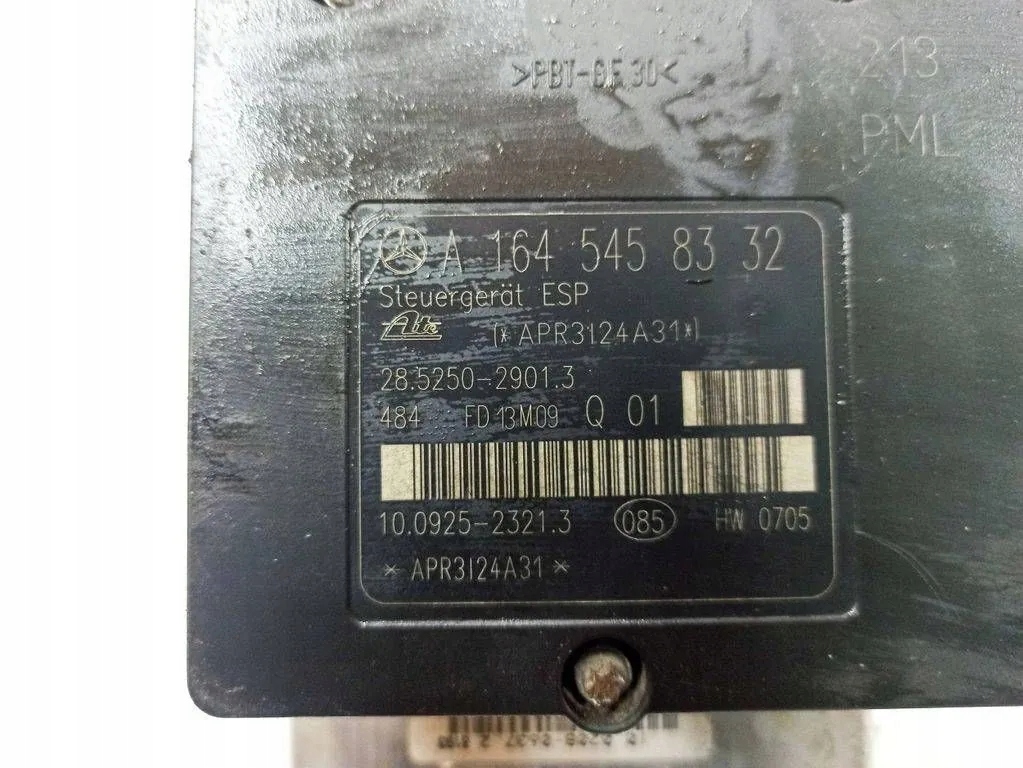 >PBT-GF30<
213
PML
A 164 545 83 32
Steuergerät ESP
Ate (*APR3124A31*)
28.5250-2901.3
484 FD 13M09 Q 01
10.0925-2321.3 085 HW 0705
*APR3124A31*